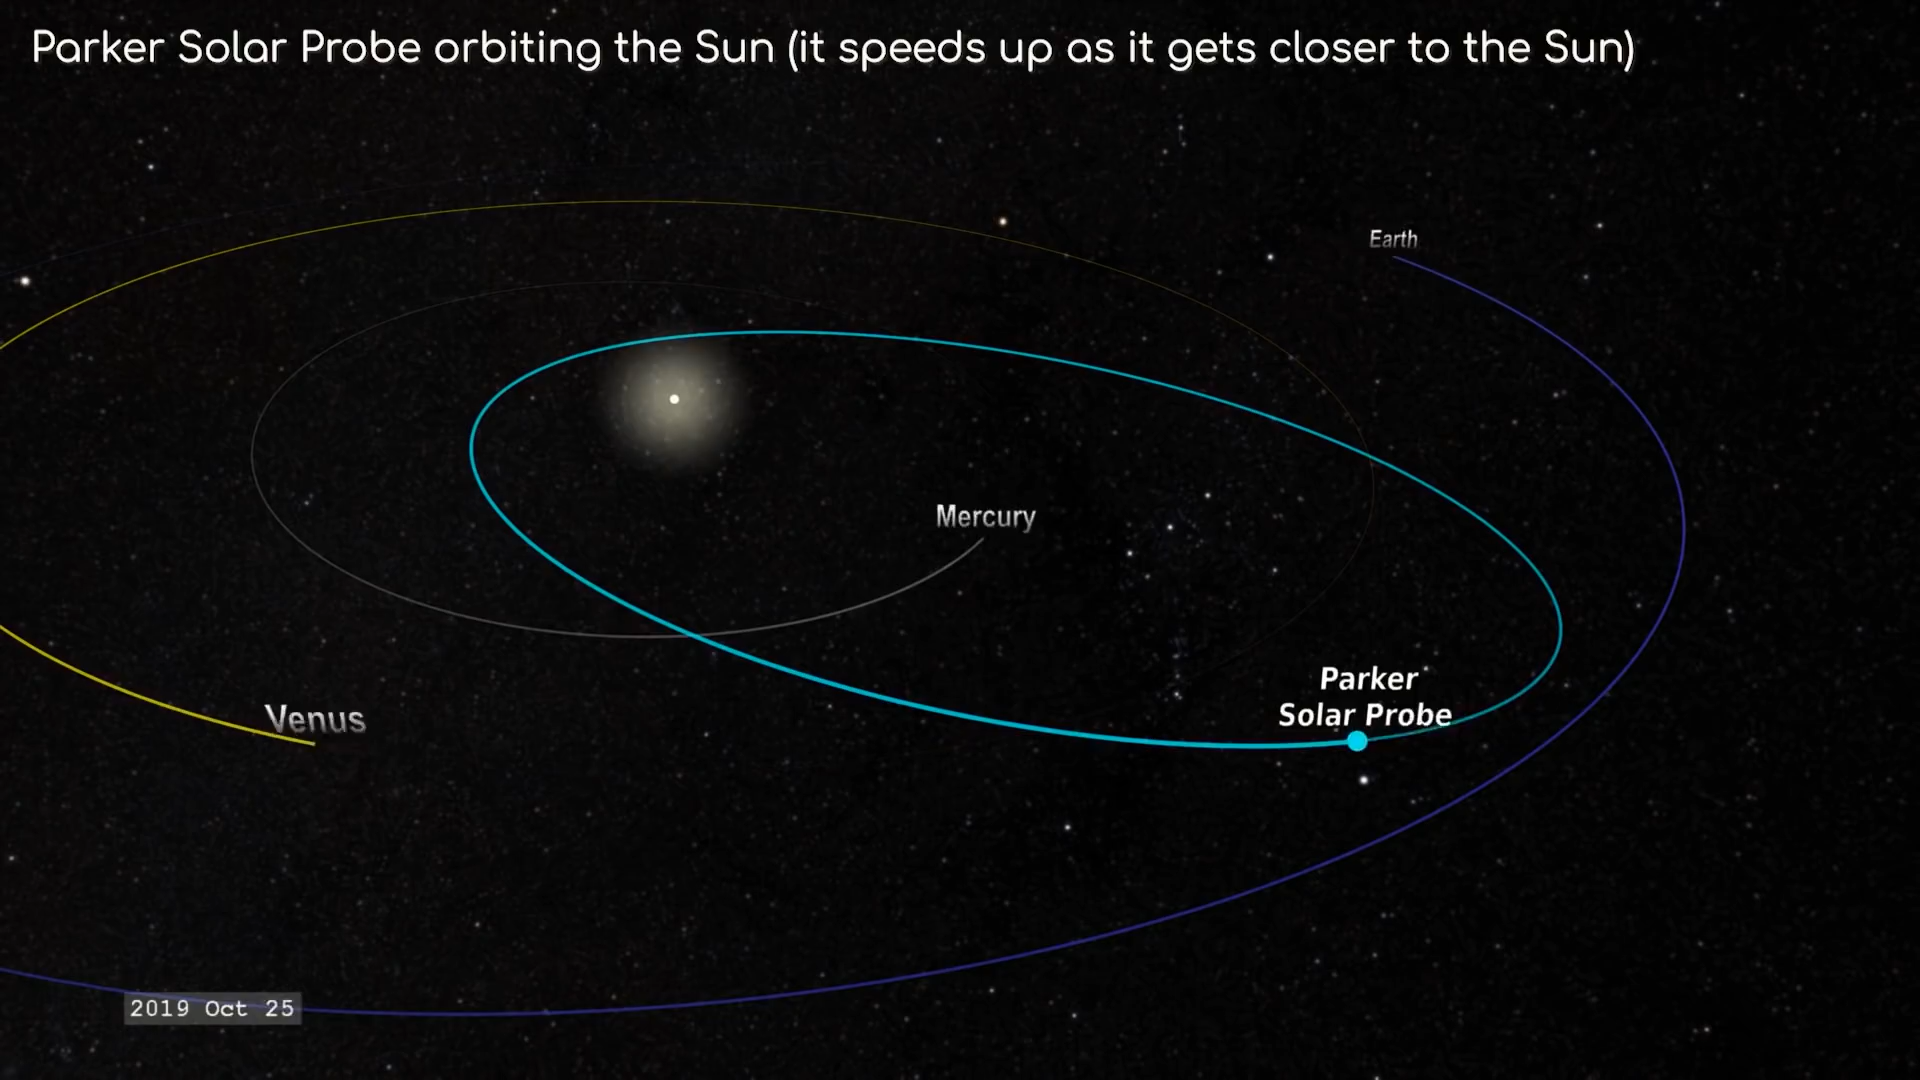 Parker Solar Probe orbiting the Sun (it speeds up as it gets closer to the Sun)
Earth
Mercury
Parker
Solar Probe
Venus
2019 Oct 25